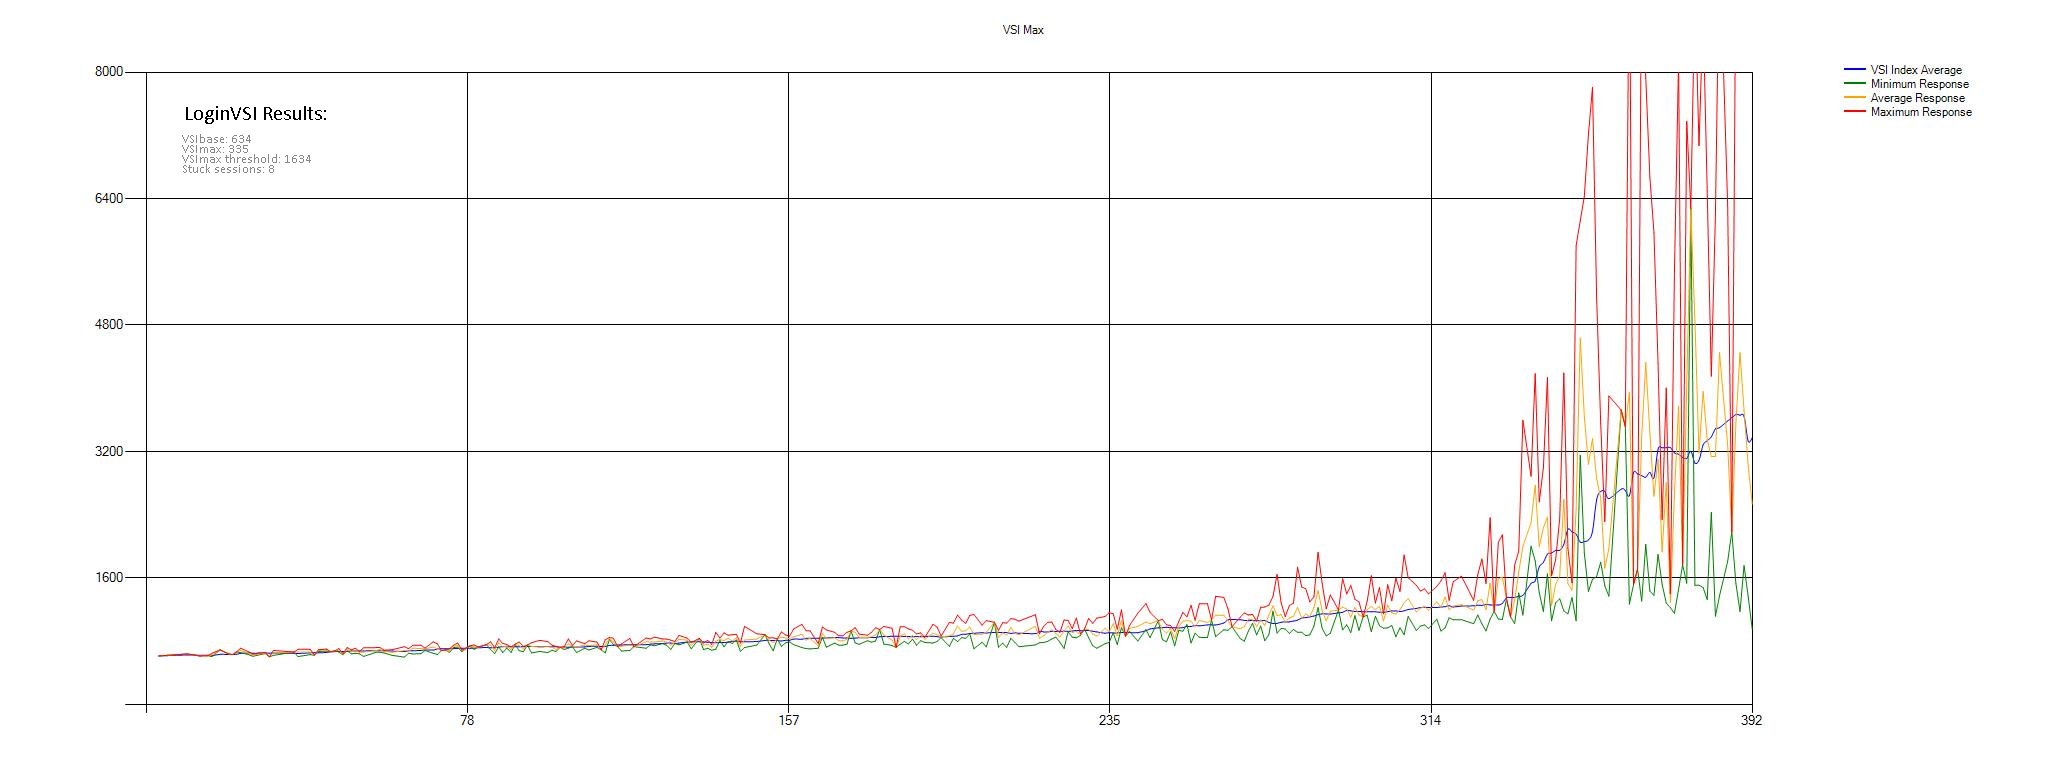 VSI Max
8000
6400
4800
3200
1600
LoginVSI Results:
VSIbase: 634
VSImax: 335
VSImax threshold: 1634
Stuck sessions: 8
VSI Index Average
Minimum Response
Average Response
Maximum Response
78
157
235
314
392